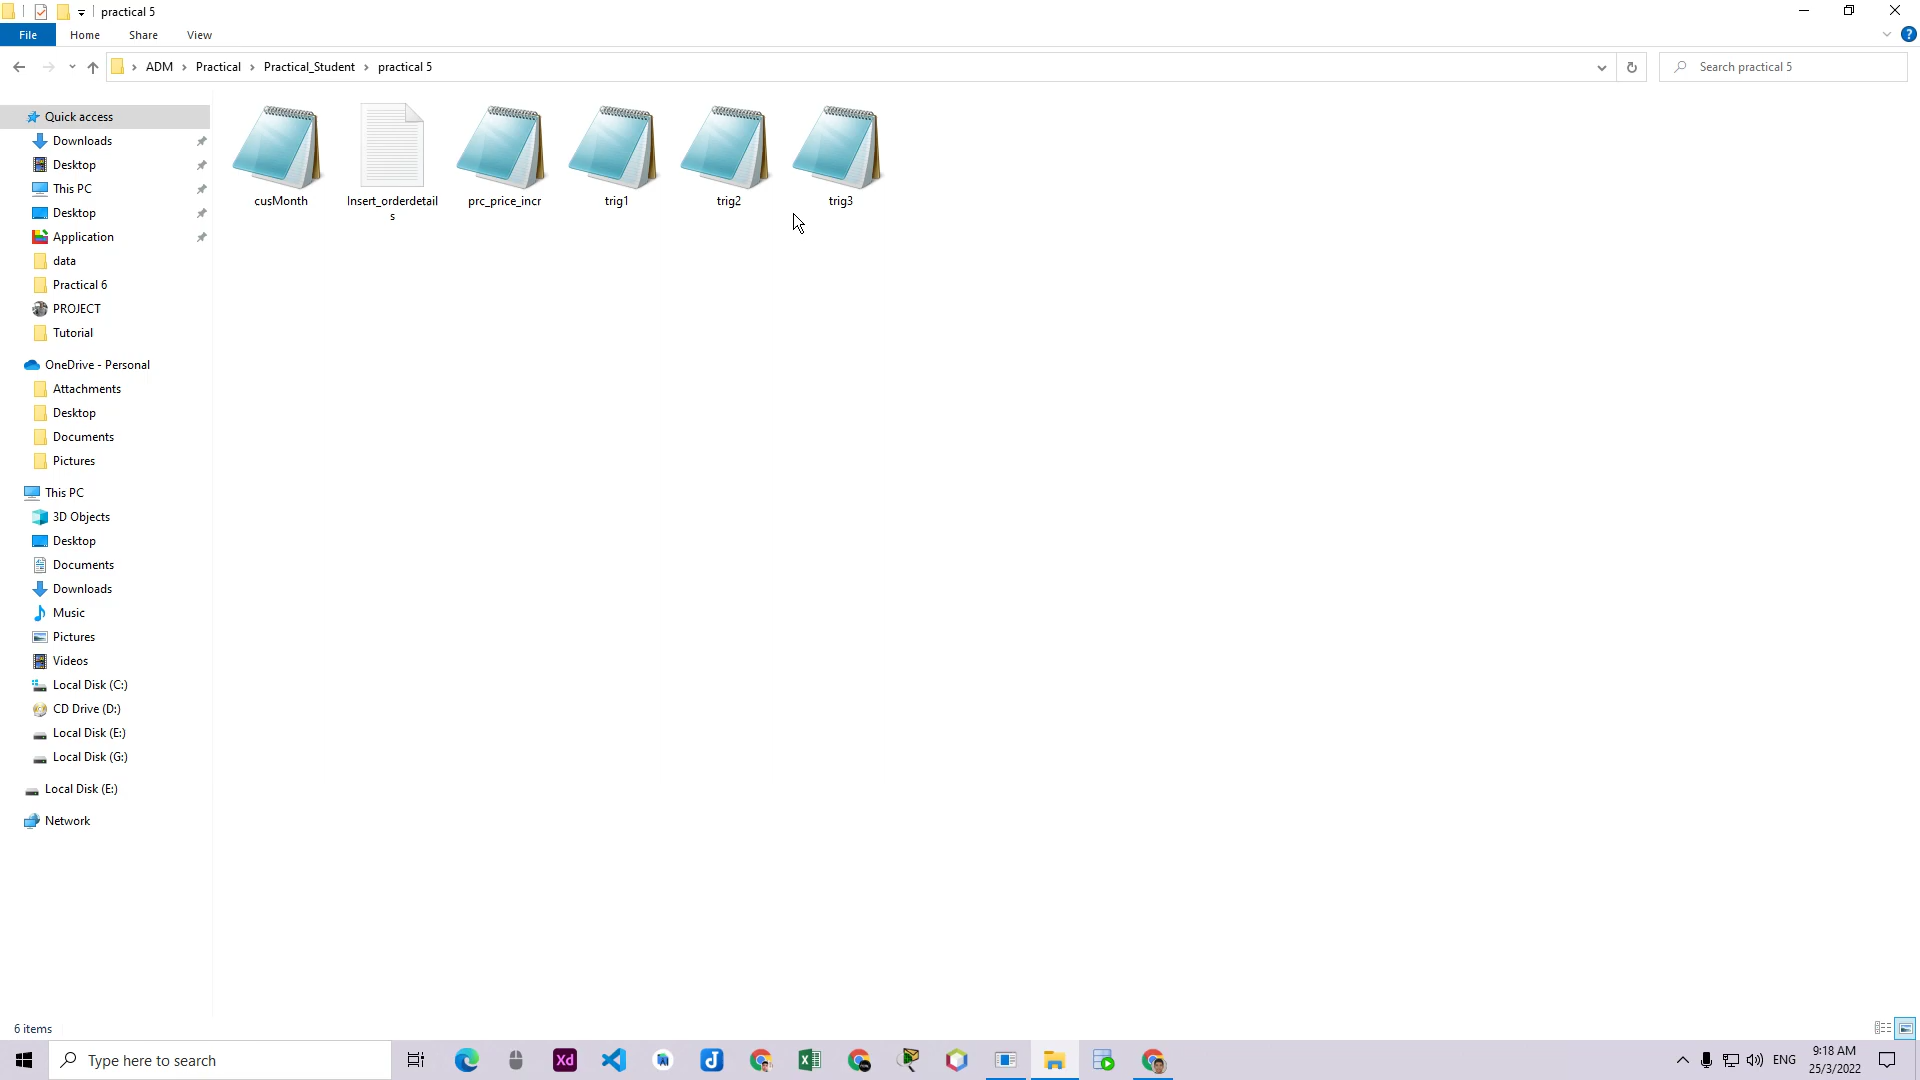 practical 5
File Home Share View
ADM Practical Practical_Student practical 5
Search practical 5
Quick access
Downloads
Desktop
This PC
Desktop
Application
data
Practical 6
PROJECT
Tutorial
OneDrive - Personal
Attachments
Desktop
Documents
Pictures
This PC
3D Objects
Desktop
Documents
Downloads
Music
Pictures
Videos
Local Disk (C:)
CD Drive (D:)
Local Disk (E:)
Local Disk (G:)
Local Disk (E:)
Network
cusMonth
Insert_orderdetail
s
prc_price_incr
trig1
trig2
trig3
6 items
Type here to search
Xd
ENG
9:18 AM
25/3/2022